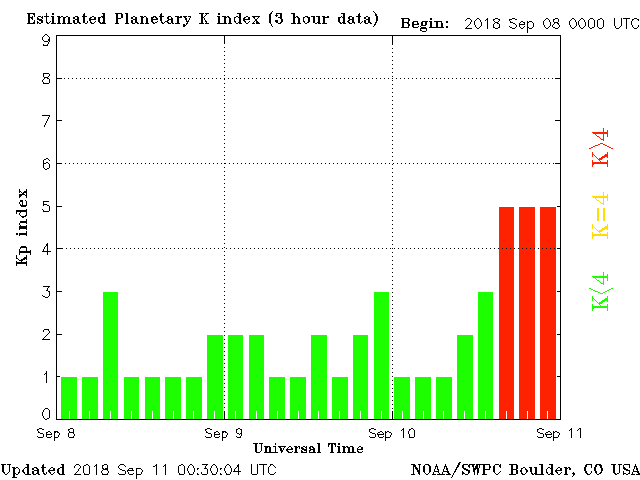 Estimated Planetary K index (3 hour data)
Begin: 2018 Sep 08 0000 UTC
9
8
7
6
5
4
3
2
1
0
Kp index
K>4
K=4
K<4
Sep 8
Sep 9
Sep 10
Sep 11
Universal Time
Updated 2018 Sep 11 00:30:04 UTC
NOAA/SWPC Boulder, CO USA